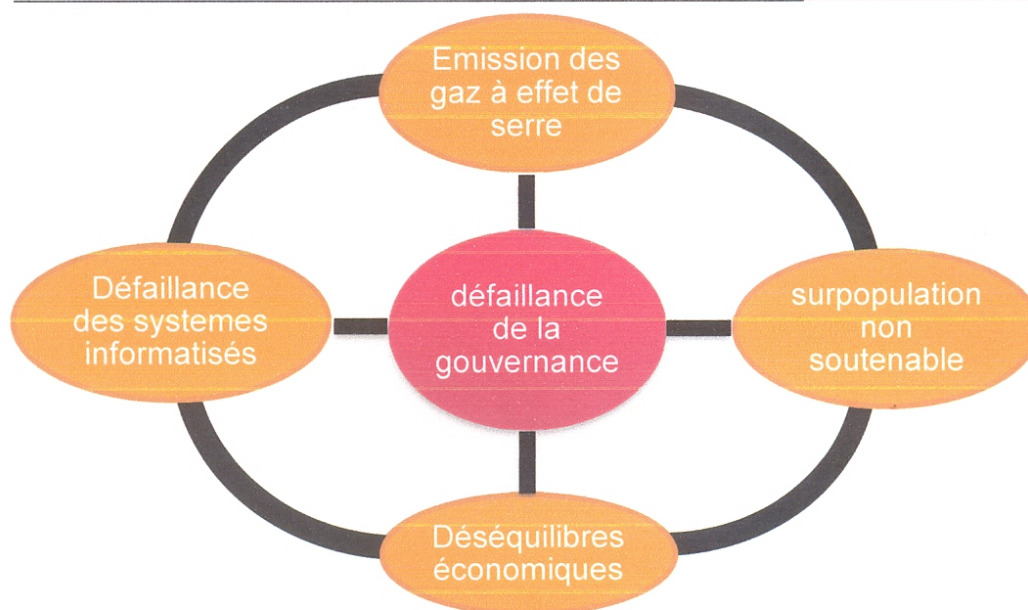 Emission des
gaz à effet de
serre
Défaillance
des systemes
informatisés
défaillance
de la
gouvernance
surpopulation
non
soutenable
Déséquilibres
économiques